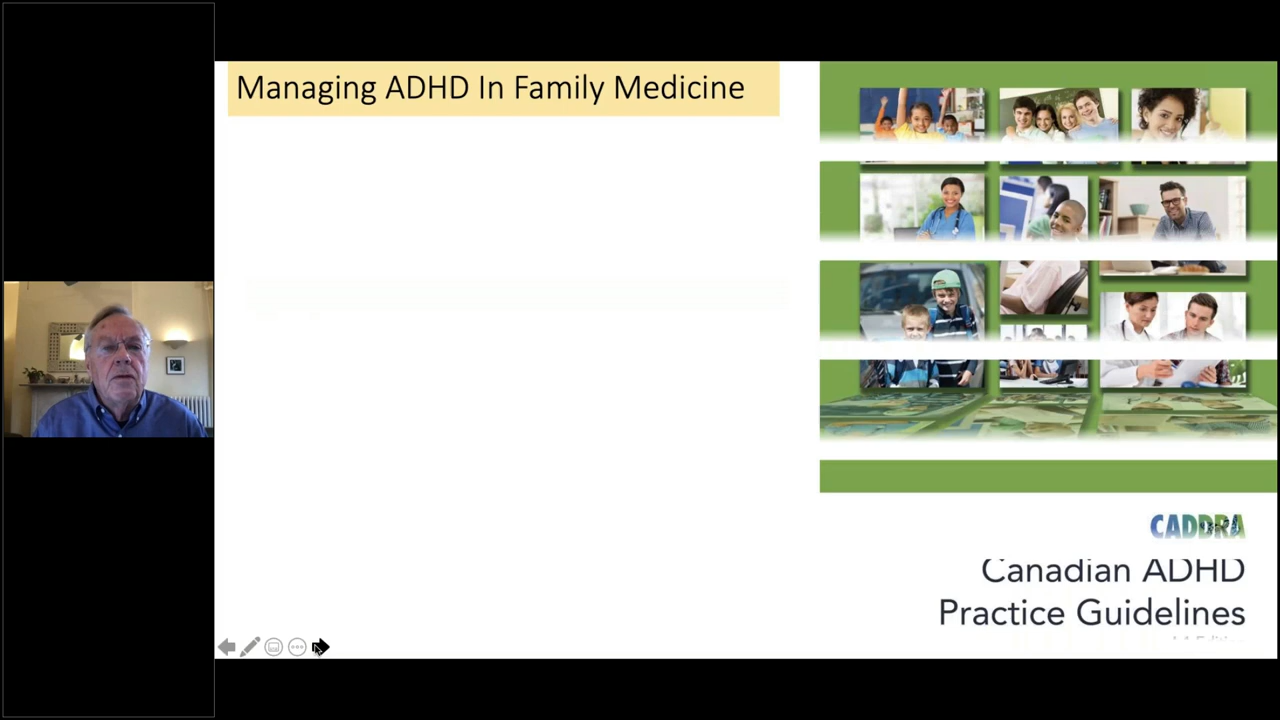 Managing ADHD In Family Medicine
CADDRA
Canadian ADHD
Practice Guidelines